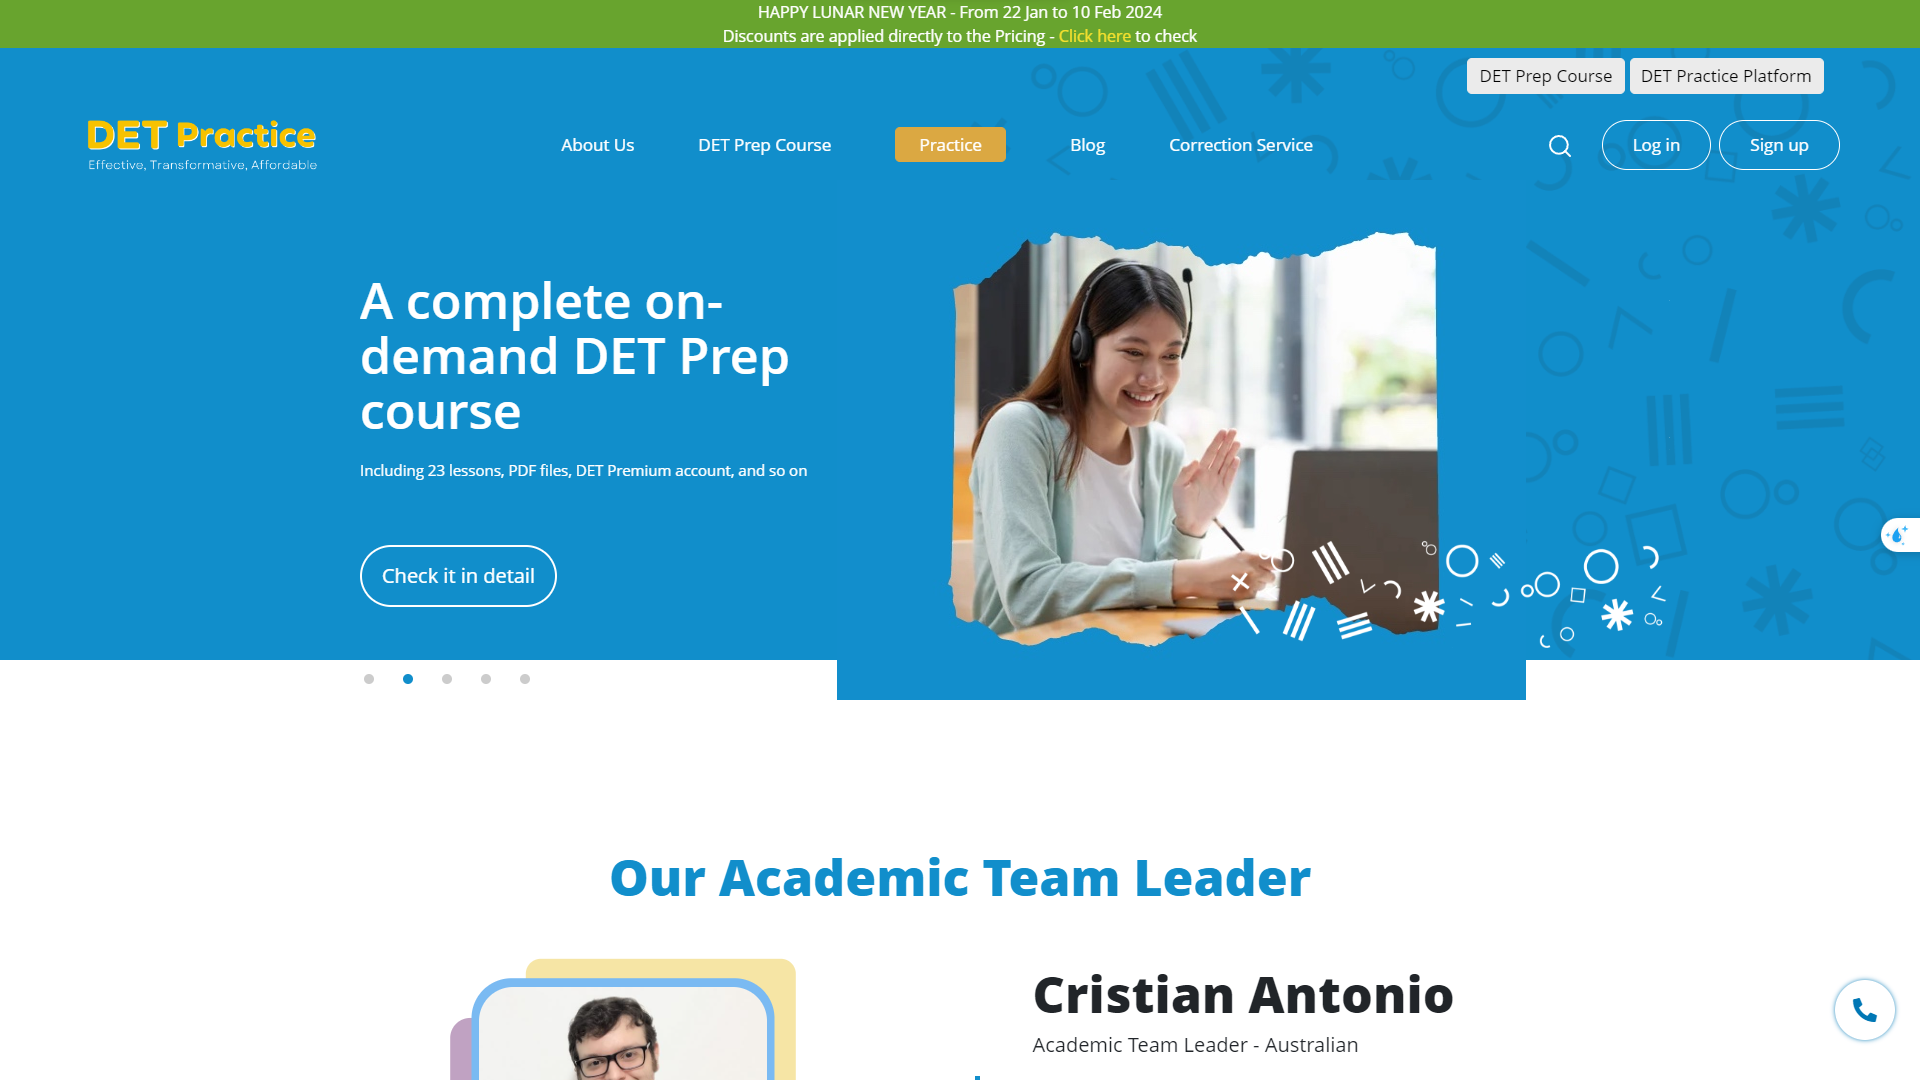 HAPPY LUNAR NEW YEAR - From 22 Jan to 10 Feb 2024
Discounts are applied directly to the Pricing - Click here to check
DET Prep Course
DET Practice Platform
DET Practice
Effective, Transformative, Affordable
About Us
DET Prep Course
Practice
Blog
Correction Service
Log in
Sign up
A complete on-
demand DET Prep
course
Including 23 lessons, PDF files, DET Premium account, and so on
Check it in detail
Our Academic Team Leader
Cristian Antonio
Academic Team Leader - Australian